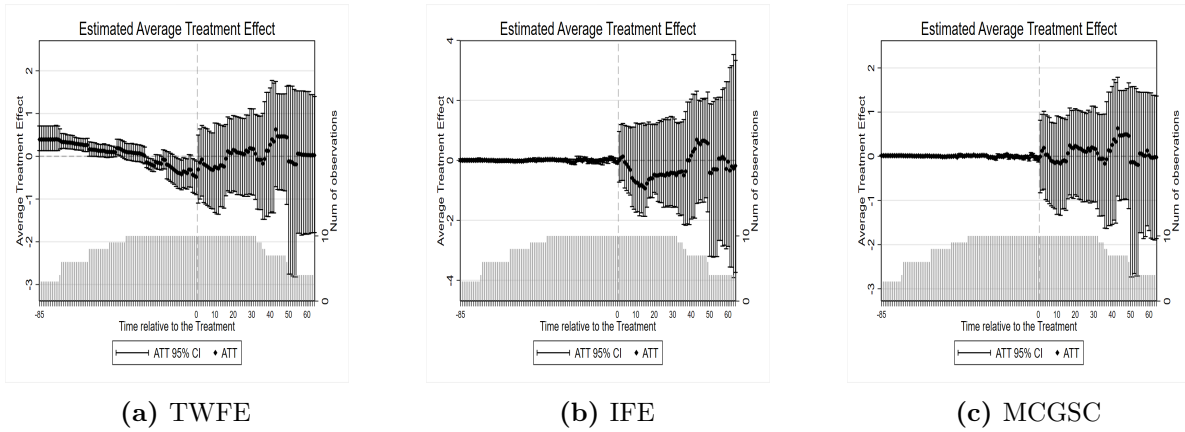 Estimated Average Treatment Effect
Average Treatment Effect
2
1
0
-1
-2
-3
Num of observations
10
0
-85
0 10 20 30 40 50 60
Time relative to the Treatment
ATT 95% CI ATT
(a) TWFE
Estimated Average Treatment Effect
Average Treatment Effect
4
2
0
-2
-4
Num of observations
10
0
-85
0 10 20 30 40 50 60
Time relative to the Treatment
ATT 95% CI ATT
(b) IFE
Estimated Average Treatment Effect
Average Treatment Effect
2
1
0
-1
-2
-3
Num of observations
10
0
-85
0 10 20 30 40 50 60
Time relative to the Treatment
ATT 95% CI ATT
(c) MCGSC